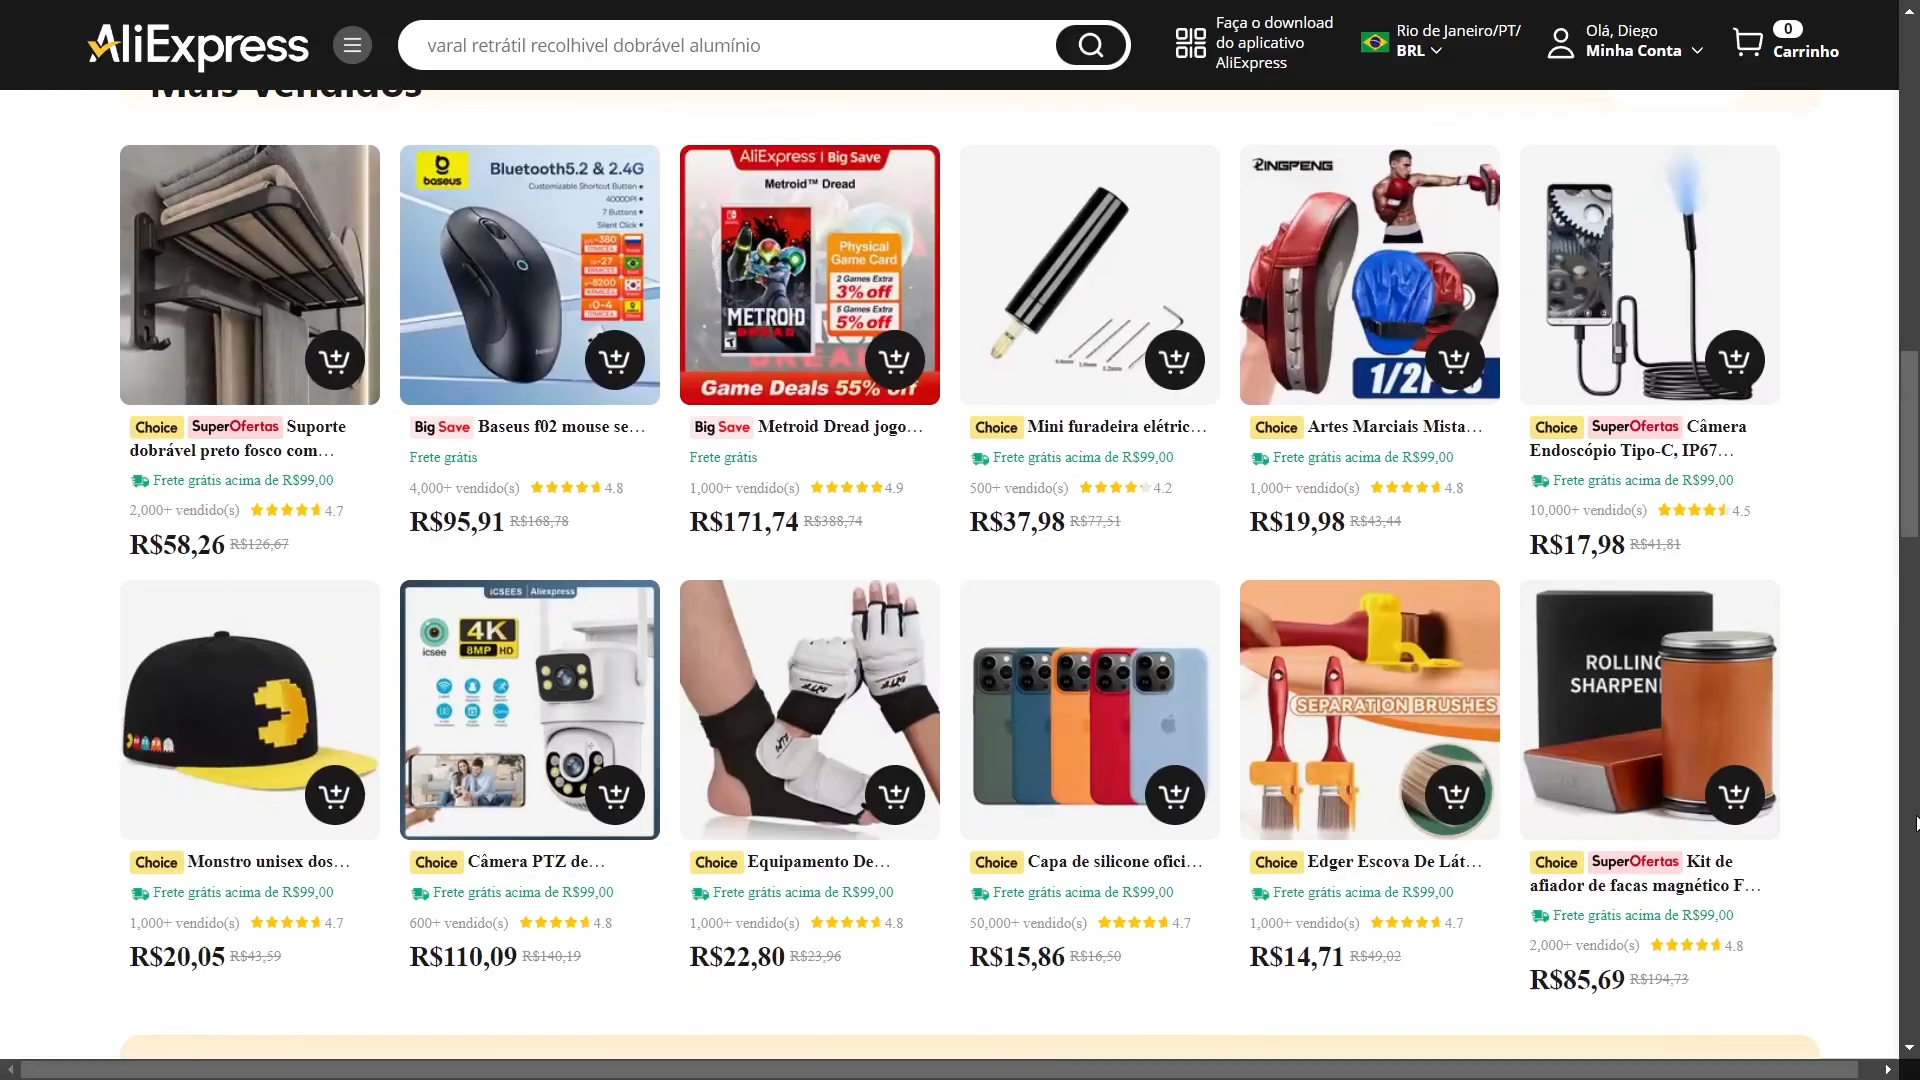 AliExpress
varal retrátil recolhivel dobrável alumínio
Faça o download
do aplicativo
AliExpress
Rio de Janeiro/PT/
BRL
Olá, Diego
Minha Conta
0
Carrinho
Mais vendidos
baseus
Bluetooth5.2 & 2.4G
Customizable Shortcut Button
4000DPI
7 Buttons
Silent Click
AliExpress | Big Save
Metroid™ Dread
Physical
Game Card
2 Games Extra
3% off
5 Games Extra
5% off
METROID
DREAD
Game Deals 55% off
0.8mm 1.0mm 1.2mm
1/2PCS
Choice SuperOfertas Suporte
dobrável preto fosco com…
Frete grátis acima de R$99,00
2,000+ vendido(s) 4.7
R$58,26 R$126,67
Big Save Baseus f02 mouse se…
Frete grátis
4,000+ vendido(s) 4.8
R$95,91 R$168,78
Big Save Metroid Dread jogo…
Frete grátis
1,000+ vendido(s) 4.9
R$171,74 R$388,74
Choice Mini furadeira elétric…
Frete grátis acima de R$99,00
500+ vendido(s) 4.2
R$37,98 R$77,51
Choice Artes Marciais Mista…
Frete grátis acima de R$99,00
1,000+ vendido(s) 4.8
R$19,98 R$43,44
Choice SuperOfertas Câmera
Endoscópio Tipo-C, IP67…
Frete grátis acima de R$99,00
10,000+ vendido(s) 4.5
R$17,98 R$41,81
iCSEES Aliexpress
icsee
4K
8MP HD
SEPARATION BRUSHES
ROLLING
SHARPEN
Choice Monstro unisex dos…
Frete grátis acima de R$99,00
1,000+ vendido(s) 4.7
R$20,05 R$43,59
Choice Câmera PTZ de…
Frete grátis acima de R$99,00
600+ vendido(s) 4.8
R$110,09 R$140,19
Choice Equipamento De…
Frete grátis acima de R$99,00
1,000+ vendido(s) 4.8
R$22,80 R$23,96
Choice Capa de silicone ofici…
Frete grátis acima de R$99,00
50,000+ vendido(s) 4.7
R$15,86 R$16,50
Choice Edger Escova De Lát…
Frete grátis acima de R$99,00
1,000+ vendido(s) 4.7
R$14,71 R$49,02
Choice SuperOfertas Kit de
afiador de facas magnético F…
Frete grátis acima de R$99,00
2,000+ vendido(s) 4.8
R$85,69 R$194,73